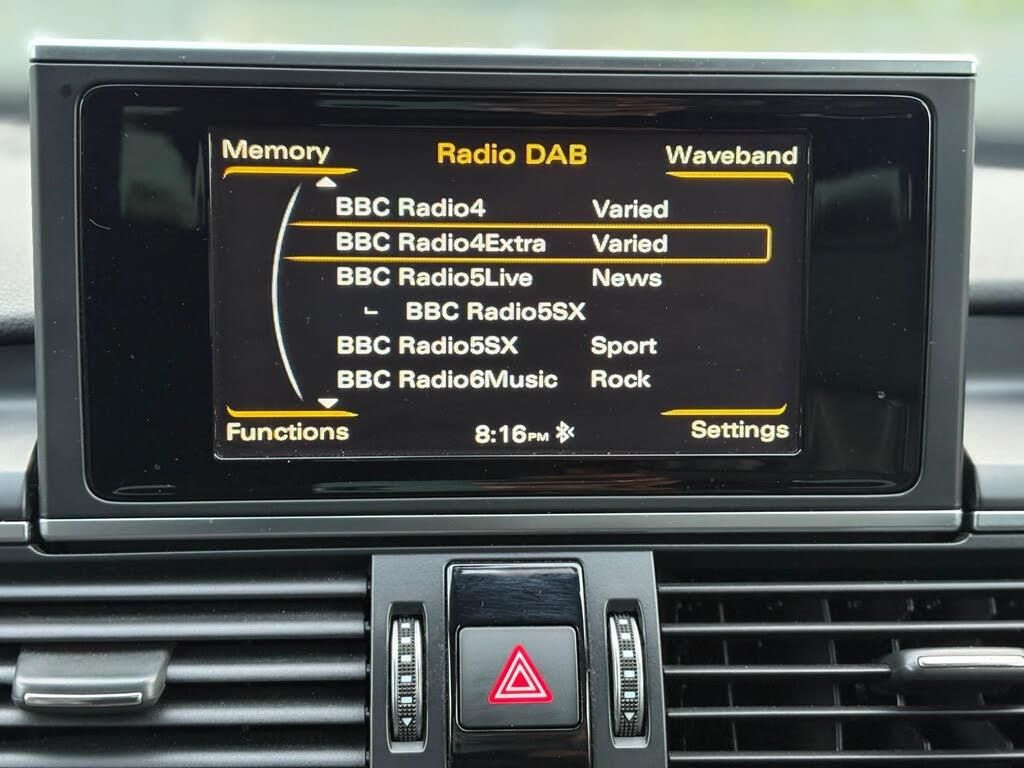 Memory Radio DAB Waveband
BBC Radio4 Varied
BBC Radio4Extra Varied
BBC Radio5Live News
BBC Radio5SX
BBC Radio5SX Sport
BBC Radio6Music Rock
Functions 8:16PM Settings